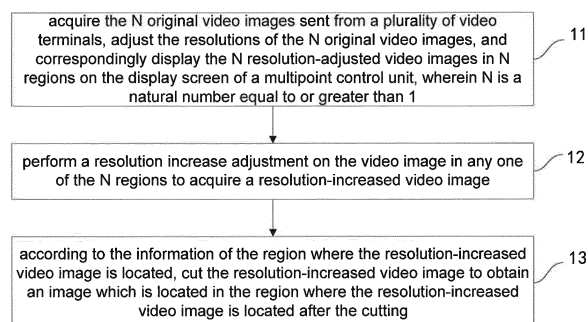 acquire the N original video images sent from a plurality of video
terminals, adjust the resolutions of the N original video images, and
correspondingly display the N resolution-adjusted video images in N
regions on the display screen of a multipoint control unit, wherein N is a
natural number equal to or greater than 1
11
perform a resolution increase adjustment on the video image in any one
of the N regions to acquire a resolution-increased video image
12
according to the information of the region where the resolution-increased
video image is located, cut the resolution-increased video image to obtain
an image which is located in the region where the resolution-increased
video image is located after the cutting
13